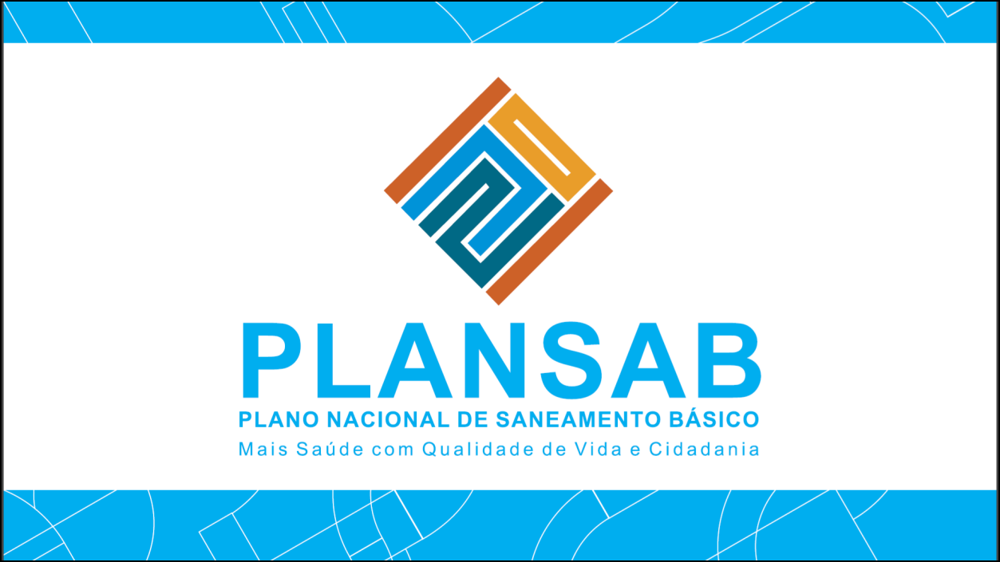 PLANSAB
PLANO NACIONAL DE SANEAMENTO BÁSICO
Mais Saúde com Qualidade de Vida e Cidadania